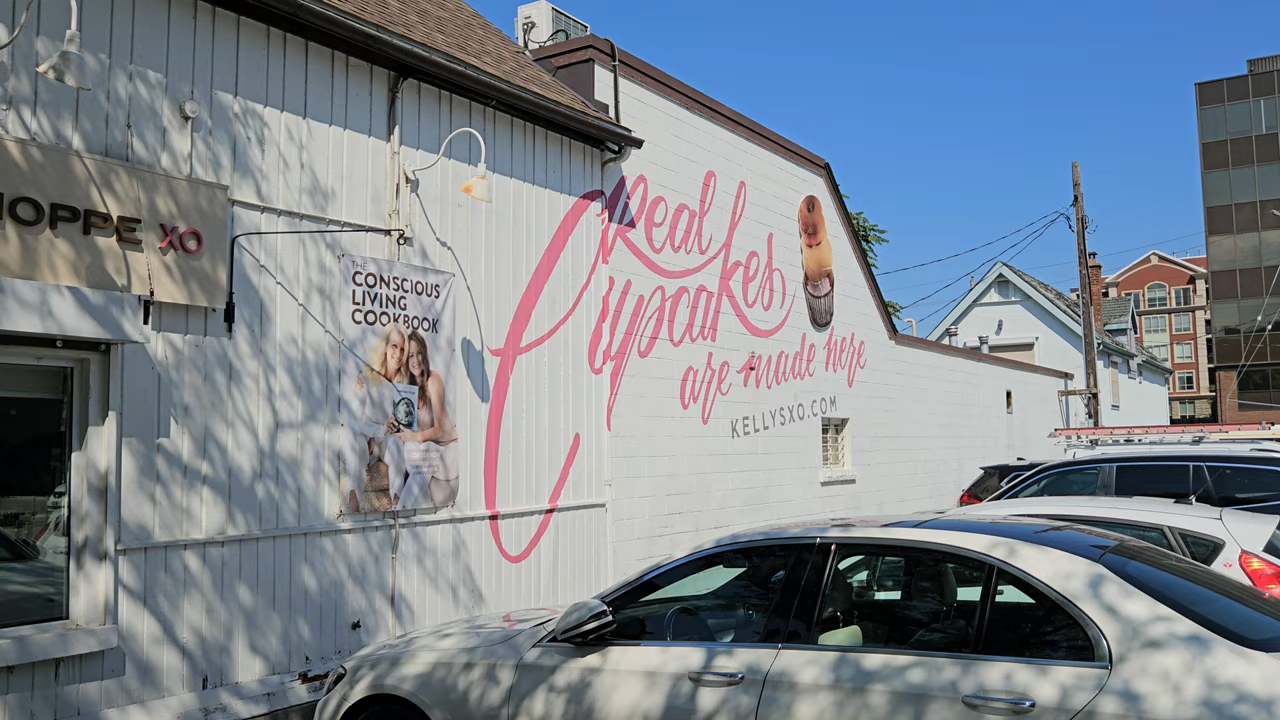 HOPPE XO
THE
CONSCIOUS
LIVING
COOKBOOK
Real
Cupcakes
are made here
KELLYSXO.COM